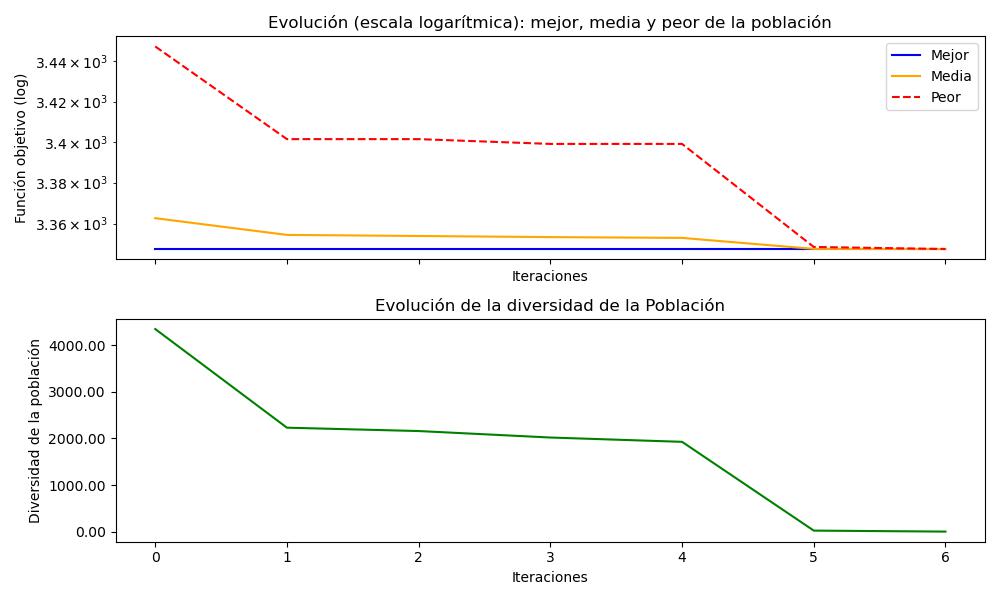 Evolución (escala logarítmica): mejor, media y peor de la población
Función objetivo (log)
3.44 × 10³
3.42 × 10³
3.4 × 10³
3.38 × 10³
3.36 × 10³
Mejor
Media
Peor
Iteraciones
Evolución de la diversidad de la Población
Diversidad de la población
4000.00
3000.00
2000.00
1000.00
0.00
0 1 2 3 4 5 6
Iteraciones